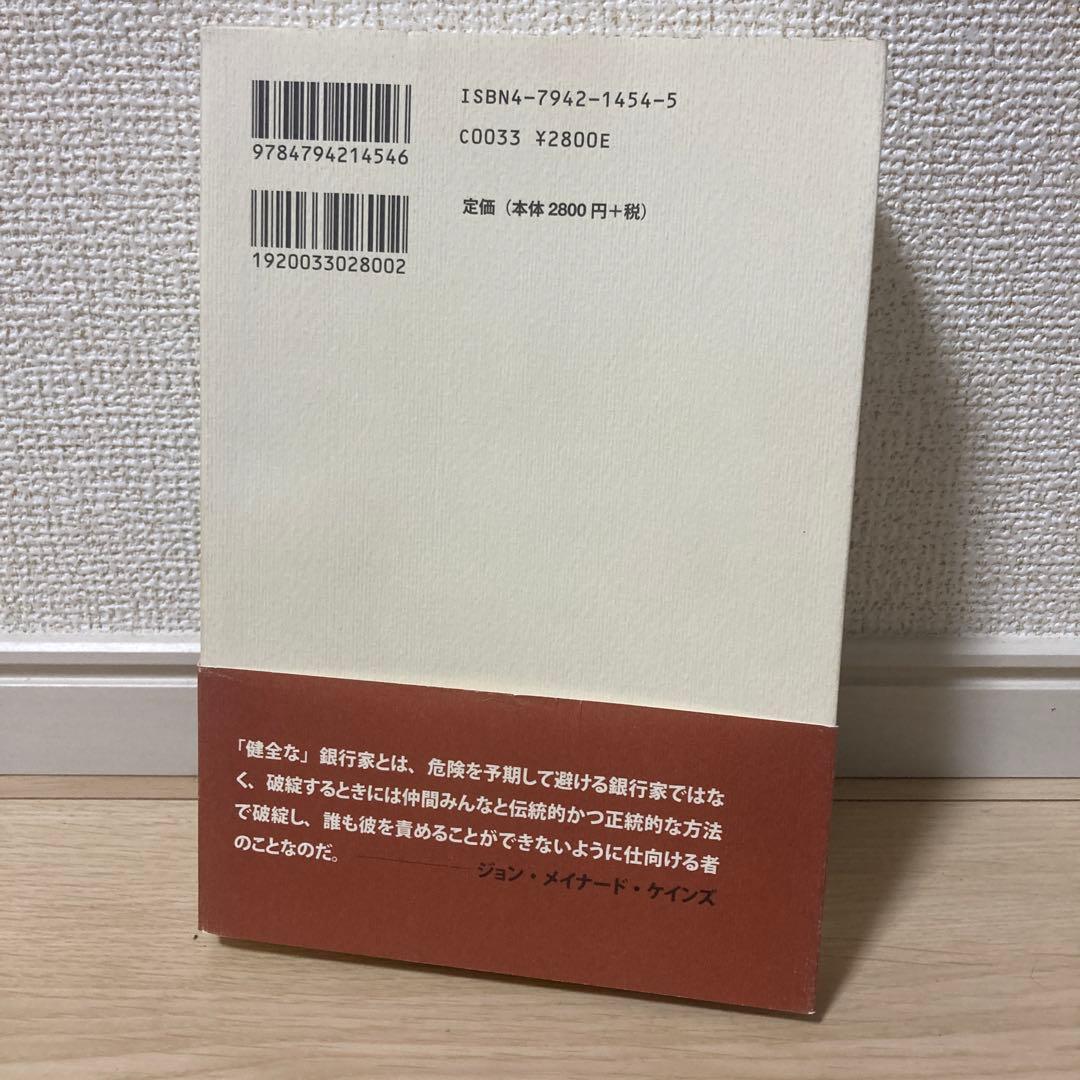 9784794214546
ISBN4-7942-1454-5
C0033 ¥2800E
1920033028002
定価(本体2800円+税)
「健全な」銀行家とは、危険を予期して避ける銀行家ではな
く、破綻するときには仲間みんなと伝統的かつ正統的な方法
で破綻し、誰も彼を責めることができないように仕向ける者
のことなのだ。
――ジョン・メイナード・ケインズ